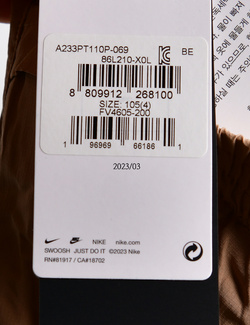 A233PT110P-069
86L210-X0L
BE
8 809912 268100
SIZE: 105(4)
FV4605-200
1 96969 66186 1
2023/03
NIKE Nike.com
SWOOSH JUST DO IT ©2023 Nike
RN#81917 / CA#18702